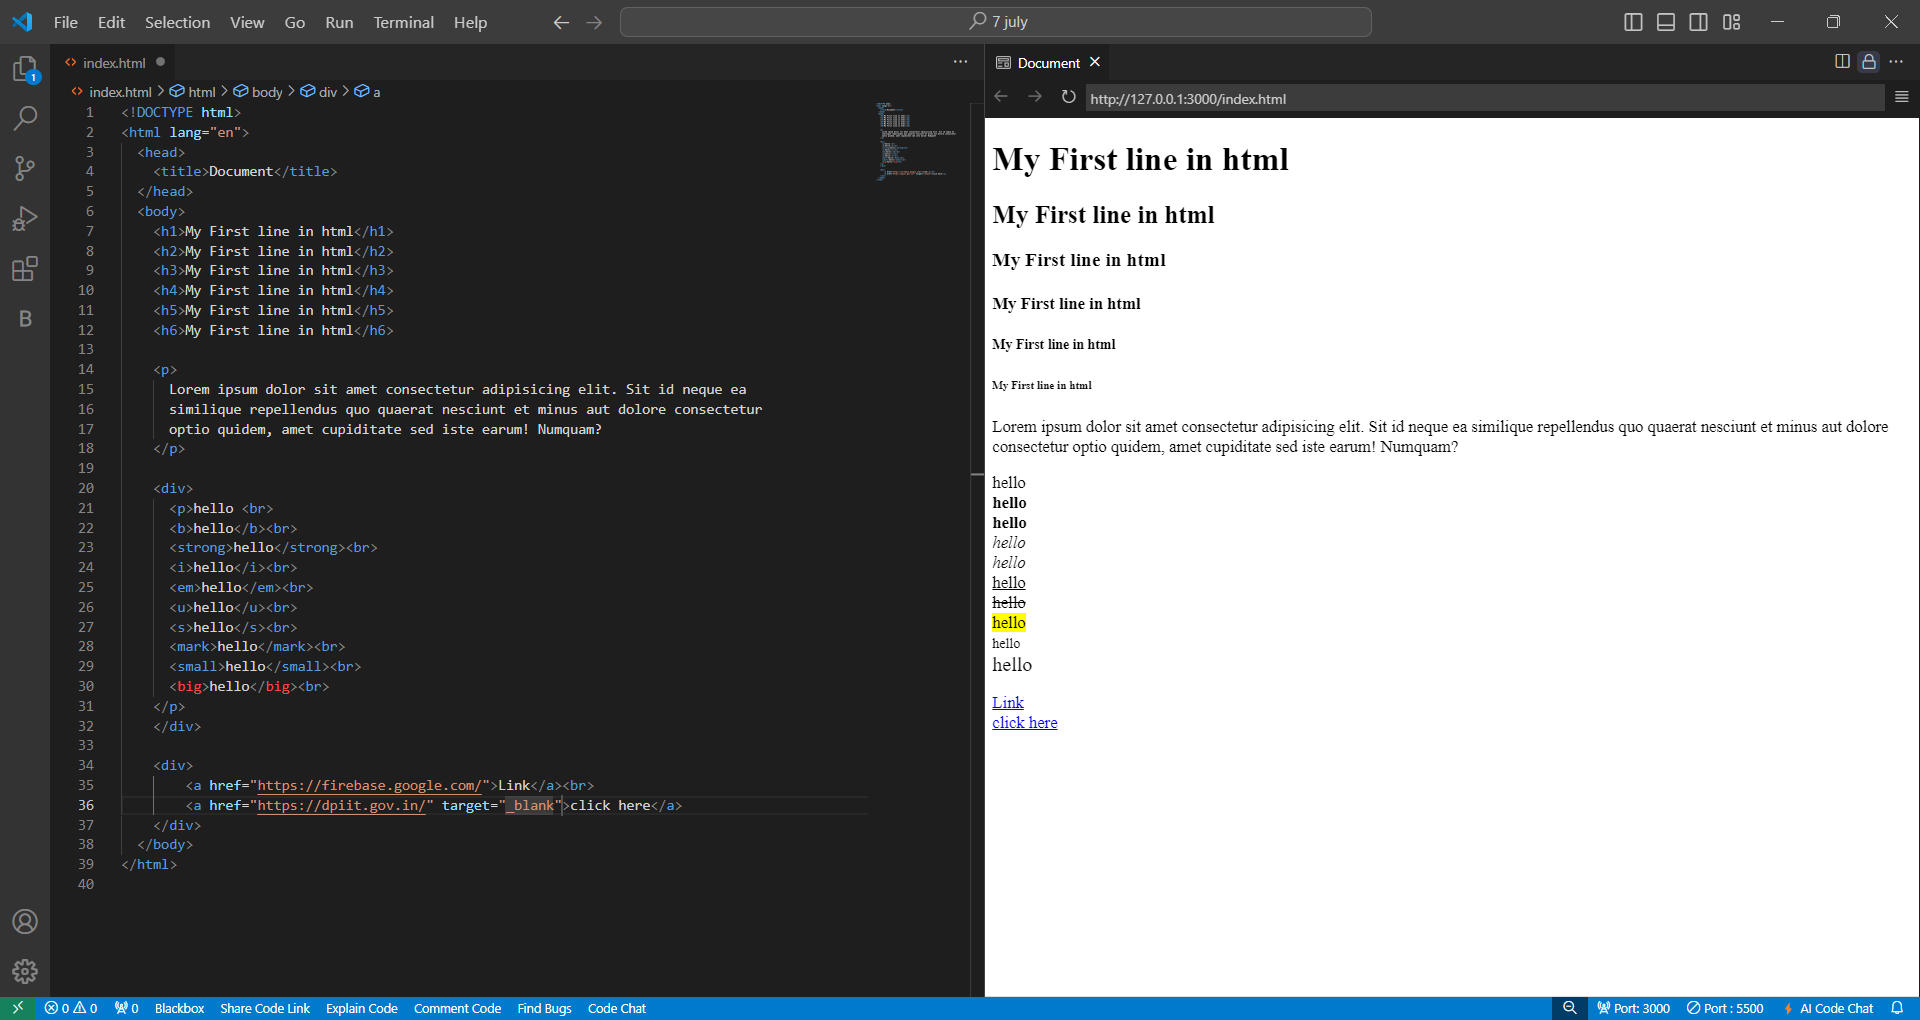 File Edit Selection View Go Run Terminal Help
7 july
index.html
Document
index.html > html > body > div > a
http://127.0.0.1:3000/index.html
1 <!DOCTYPE html>
2 <html lang="en">
3 <head>
4 <title>Document</title>
5 </head>
6 <body>
7 <h1>My First line in html</h1>
8 <h2>My First line in html</h2>
9 <h3>My First line in html</h3>
10 <h4>My First line in html</h4>
11 <h5>My First line in html</h5>
12 <h6>My First line in html</h6>
13
14 <p>
15 Lorem ipsum dolor sit amet consectetur adipisicing elit. Sit id neque ea
16 similique repellendus quo quaerat nesciunt et minus aut dolore consectetur
17 optio quidem, amet cupiditate sed iste earum! Numquam?
18 </p>
19
20 <div>
21 <p>hello <br>
22 <b>hello</b><br>
23 <strong>hello</strong><br>
24 <i>hello</i><br>
25 <em>hello</em><br>
26 <u>hello</u><br>
27 <s>hello</s><br>
28 <mark>hello</mark><br>
29 <small>hello</small><br>
30 <big>hello</big><br>
31 </p>
32 </div>
33
34 <div>
35 <a href="https://firebase.google.com/">Link</a><br>
36 <a href="https://dpiit.gov.in/" target="_blank">click here</a>
37 </div>
38 </body>
39 </html>
40
My First line in html
My First line in html
My First line in html
My First line in html
My First line in html
My First line in html
Lorem ipsum dolor sit amet consectetur adipisicing elit. Sit id neque ea similique repellendus quo quaerat nesciunt et minus aut dolore
consectetur optio quidem, amet cupiditate sed iste earum! Numquam?
hello
hello
hello
hello
hello
hello
hello
hello
hello
hello
Link
click here
1
B
0 0 0 Blackbox Share Code Link Explain Code Comment Code Find Bugs Code Chat
Port: 3000 Port : 5500 AI Code Chat